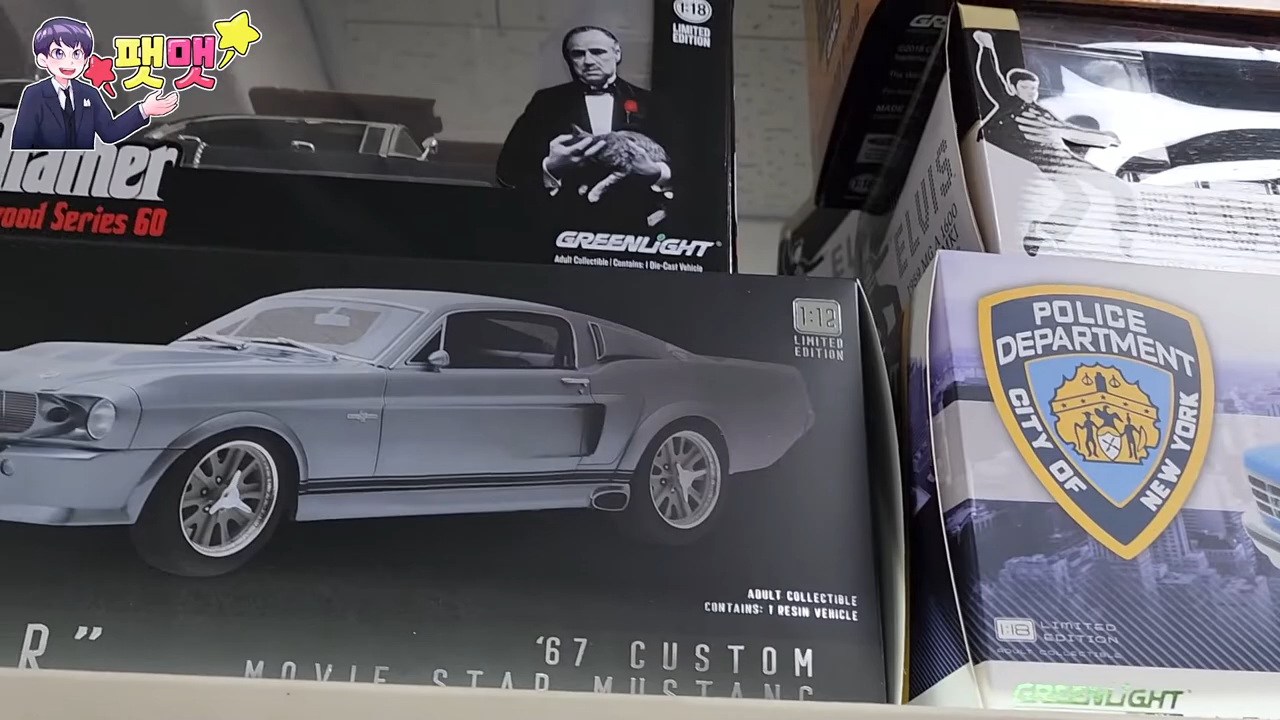 팻맷
1:18
LIMITED
EDITION
father
wood Series 60
GREENLIGHT
Adult Collectible | Contains: 1 Die-Cast Vehicle
ELVIS
1:12
LIMITED
EDITION
ADULT COLLECTIBLE
CONTAINS: 1 RESIN VEHICLE
R”
'67 CUSTOM
MOVIE STAR MUSTANG
POLICE
DEPARTMENT
CITY OF
NEW YORK
1:18 LIMITED
EDITION
ADULT COLLECTIBLE
GREENLIGHT